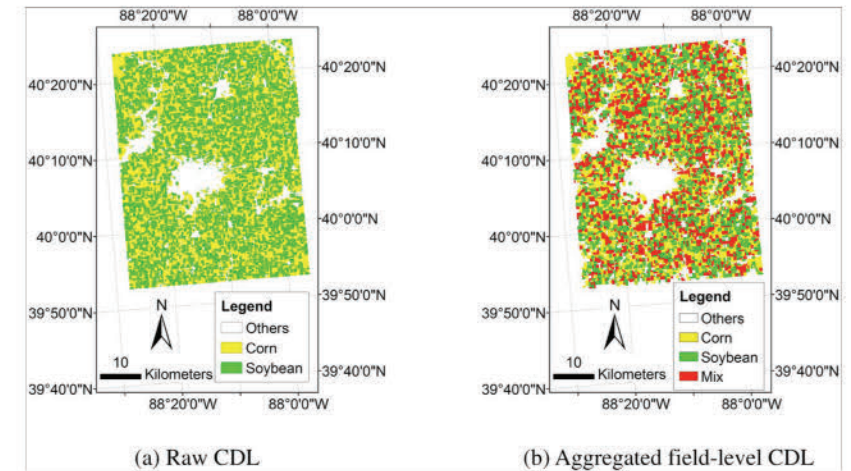 88°20'0"W 88°0'0"W
40°20'0"N
40°20'0"N
40°10'0"N
40°10'0"N
40°0'0"N
40°0'0"N
39°50'0"N
39°50'0"N
39°40'0"N
39°40'0"N
N
Legend
Others
Corn
Soybean
10
Kilometers
88°20'0"W 88°0'0"W
(a) Raw CDL
88°20'0"W 88°0'0"W
40°20'0"N
40°20'0"N
40°10'0"N
40°10'0"N
40°0'0"N
40°0'0"N
39°50'0"N
39°50'0"N
39°40'0"N
39°40'0"N
N
Legend
Others
Corn
Soybean
Mix
10
Kilometers
88°20'0"W 88°0'0"W
(b) Aggregated field-level CDL